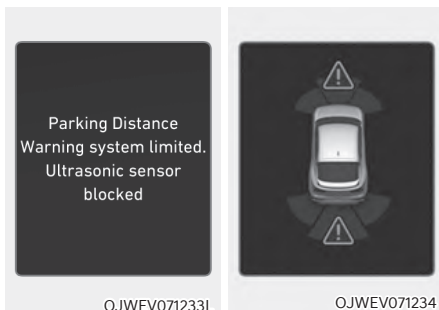 Parking Distance
Warning system limited.
Ultrasonic sensor
blocked
OJWEV071233L
OJWEV071234